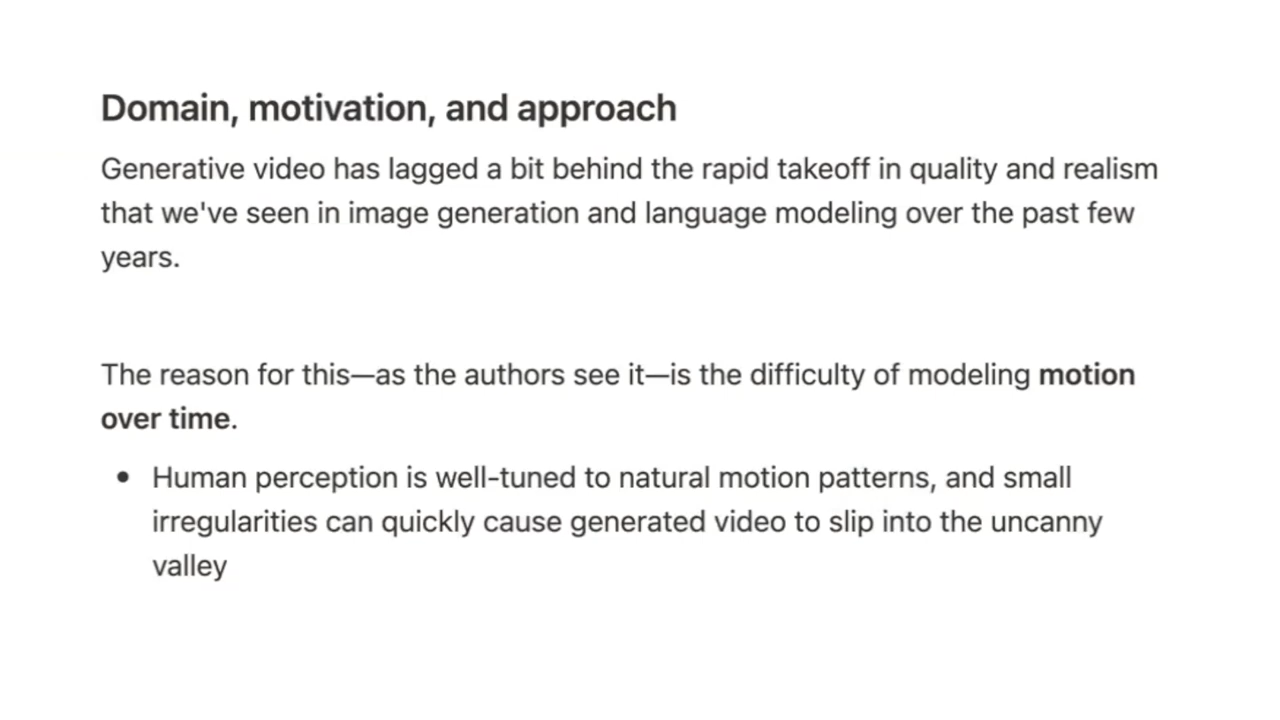 Domain, motivation, and approach
Generative video has lagged a bit behind the rapid takeoff in quality and realism
that we've seen in image generation and language modeling over the past few
years.
The reason for this—as the authors see it—is the difficulty of modeling motion
over time.
• Human perception is well-tuned to natural motion patterns, and small
irregularities can quickly cause generated video to slip into the uncanny
valley